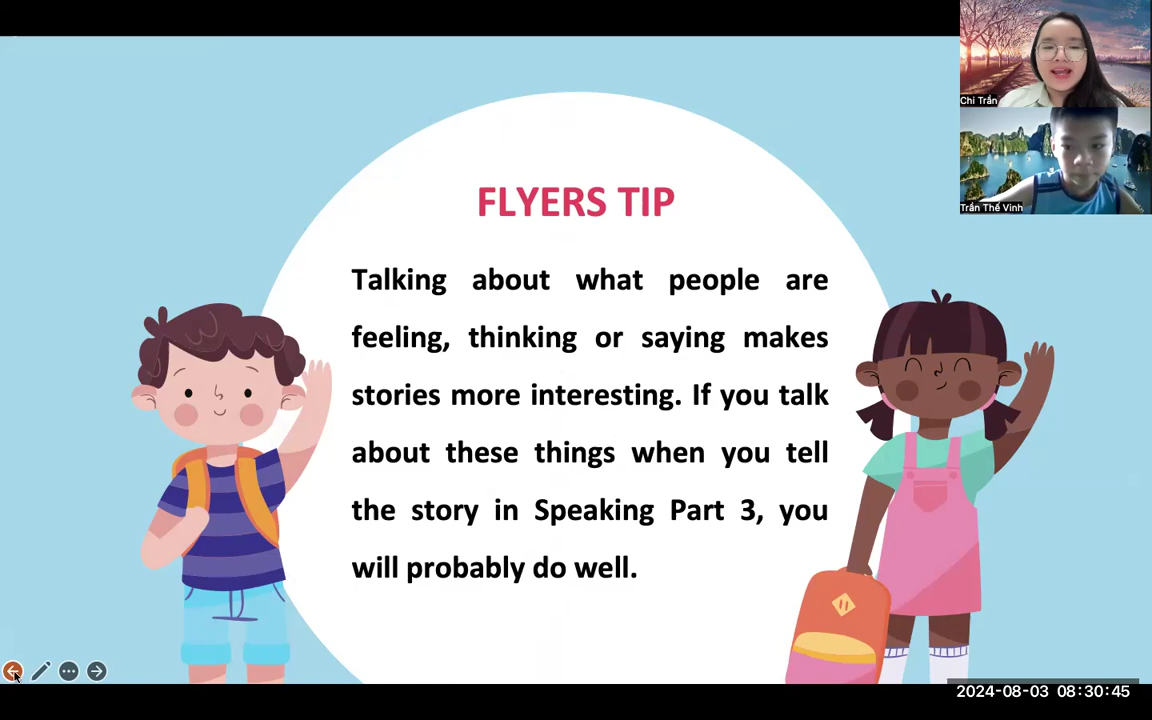 Chi Trần
Trần Thế Vinh
FLYERS TIP
Talking about what people are
feeling, thinking or saying makes
stories more interesting. If you talk
about these things when you tell
the story in Speaking Part 3, you
will probably do well.
2024-08-03 08:30:45